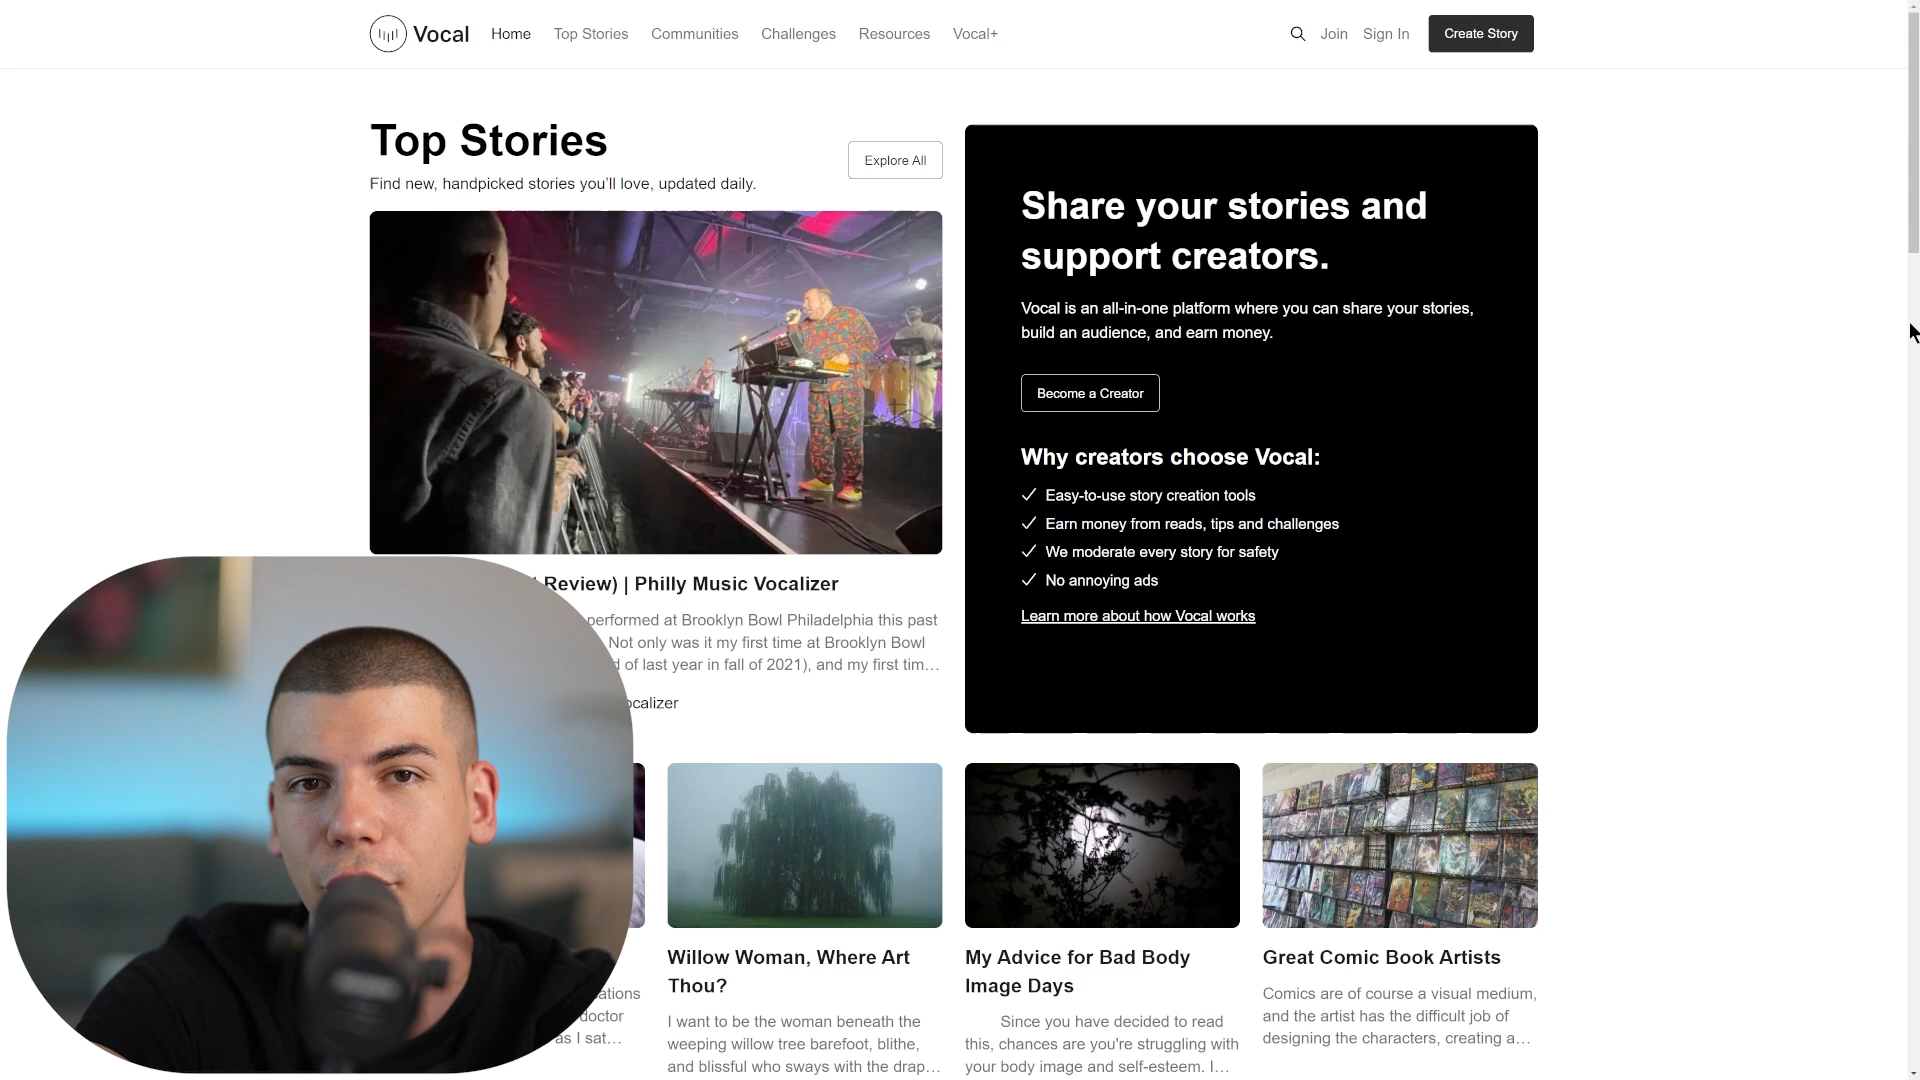 Vocal
Home
Top Stories
Communities
Challenges
Resources
Vocal+
Join
Sign In
Create Story
Top Stories
Find new, handpicked stories you'll love, updated daily.
Explore All
Review) | Philly Music Vocalizer
performed at Brooklyn Bowl Philadelphia this past
Not only was it my first time at Brooklyn Bowl
of last year in fall of 2021), and my first tim…
ocalizer
Share your stories and
support creators.
Vocal is an all-in-one platform where you can share your stories,
build an audience, and earn money.
Become a Creator
Why creators choose Vocal:
Easy-to-use story creation tools
Earn money from reads, tips and challenges
We moderate every story for safety
No annoying ads
Learn more about how Vocal works
ations
doctor
as I sat…
Willow Woman, Where Art
Thou?
I want to be the woman beneath the
weeping willow tree barefoot, blithe,
and blissful who sways with the drap…
My Advice for Bad Body
Image Days
Since you have decided to read
this, chances are you're struggling with
your body image and self-esteem. I…
Great Comic Book Artists
Comics are of course a visual medium,
and the artist has the difficult job of
designing the characters, creating a…